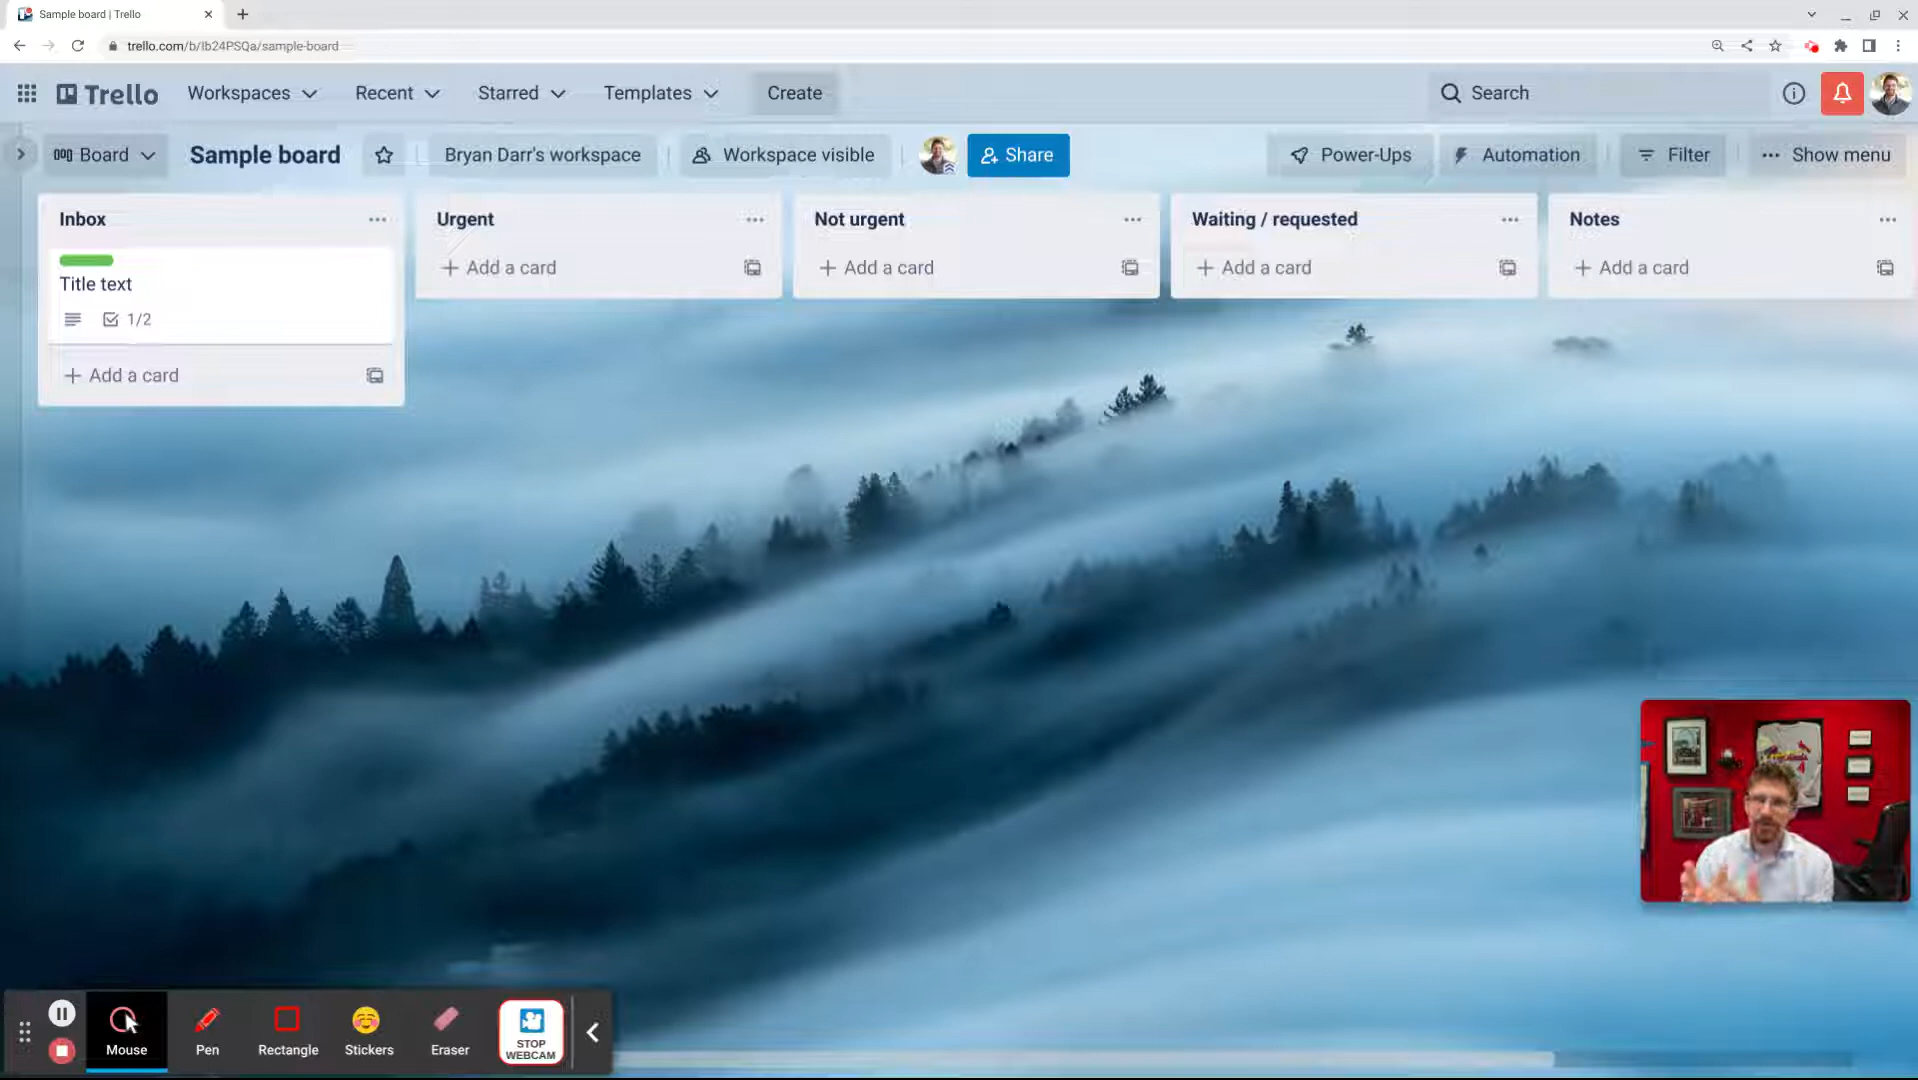 Sample board | Trello
trello.com/b/Ib24PSQa/sample-board
Trello
Workspaces
Recent
Starred
Templates
Create
Search
Board
Sample board
Bryan Darr's workspace
Workspace visible
Share
Power-Ups
Automation
Filter
Show menu
Inbox
Urgent
Not urgent
Waiting / requested
Notes
Title text
1/2
+ Add a card
+ Add a card
+ Add a card
+ Add a card
+ Add a card
Mouse
Pen
Rectangle
Stickers
Eraser
STOP
WEBCAM